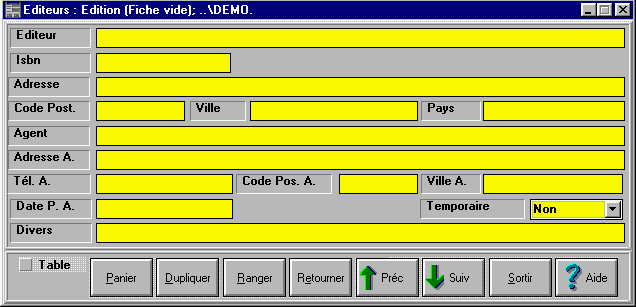 Editeurs : Edition (Fiche vide); ..\DEMO.
Editeur
Isbn
Adresse
Code Post. Ville Pays
Agent
Adresse A.
Tél. A. Code Pos. A. Ville A.
Date P. A. Temporaire Non
Divers
Table Panier Dupliquer Ranger Retourner Préc Suiv Sortir ? Aide